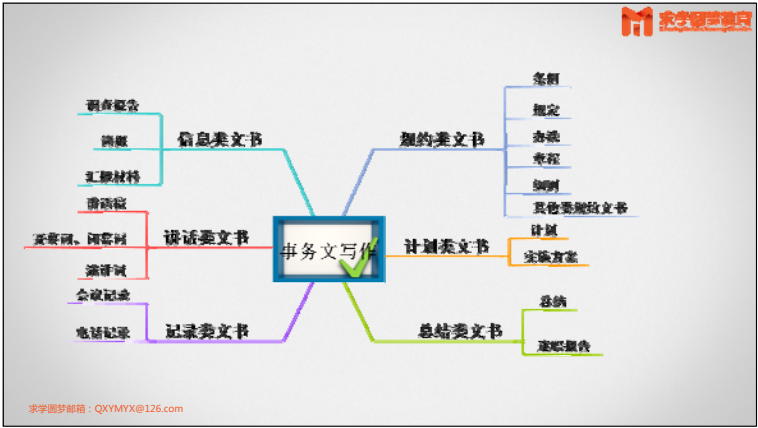 求学圆梦教育
条例
调查报告
规定
简报
信息类文书
规约类文书
办法
章程
汇报材料
细则
讲话稿
其他类规约文书
计划
开幕词、闭幕词
讲话类文书
事务文写作
计划类文书
实施方案
演讲词
会议记录
总结
电话记录
记录类文书
总结类文书
述职报告
求学圆梦邮箱：QXYMYX@126.com